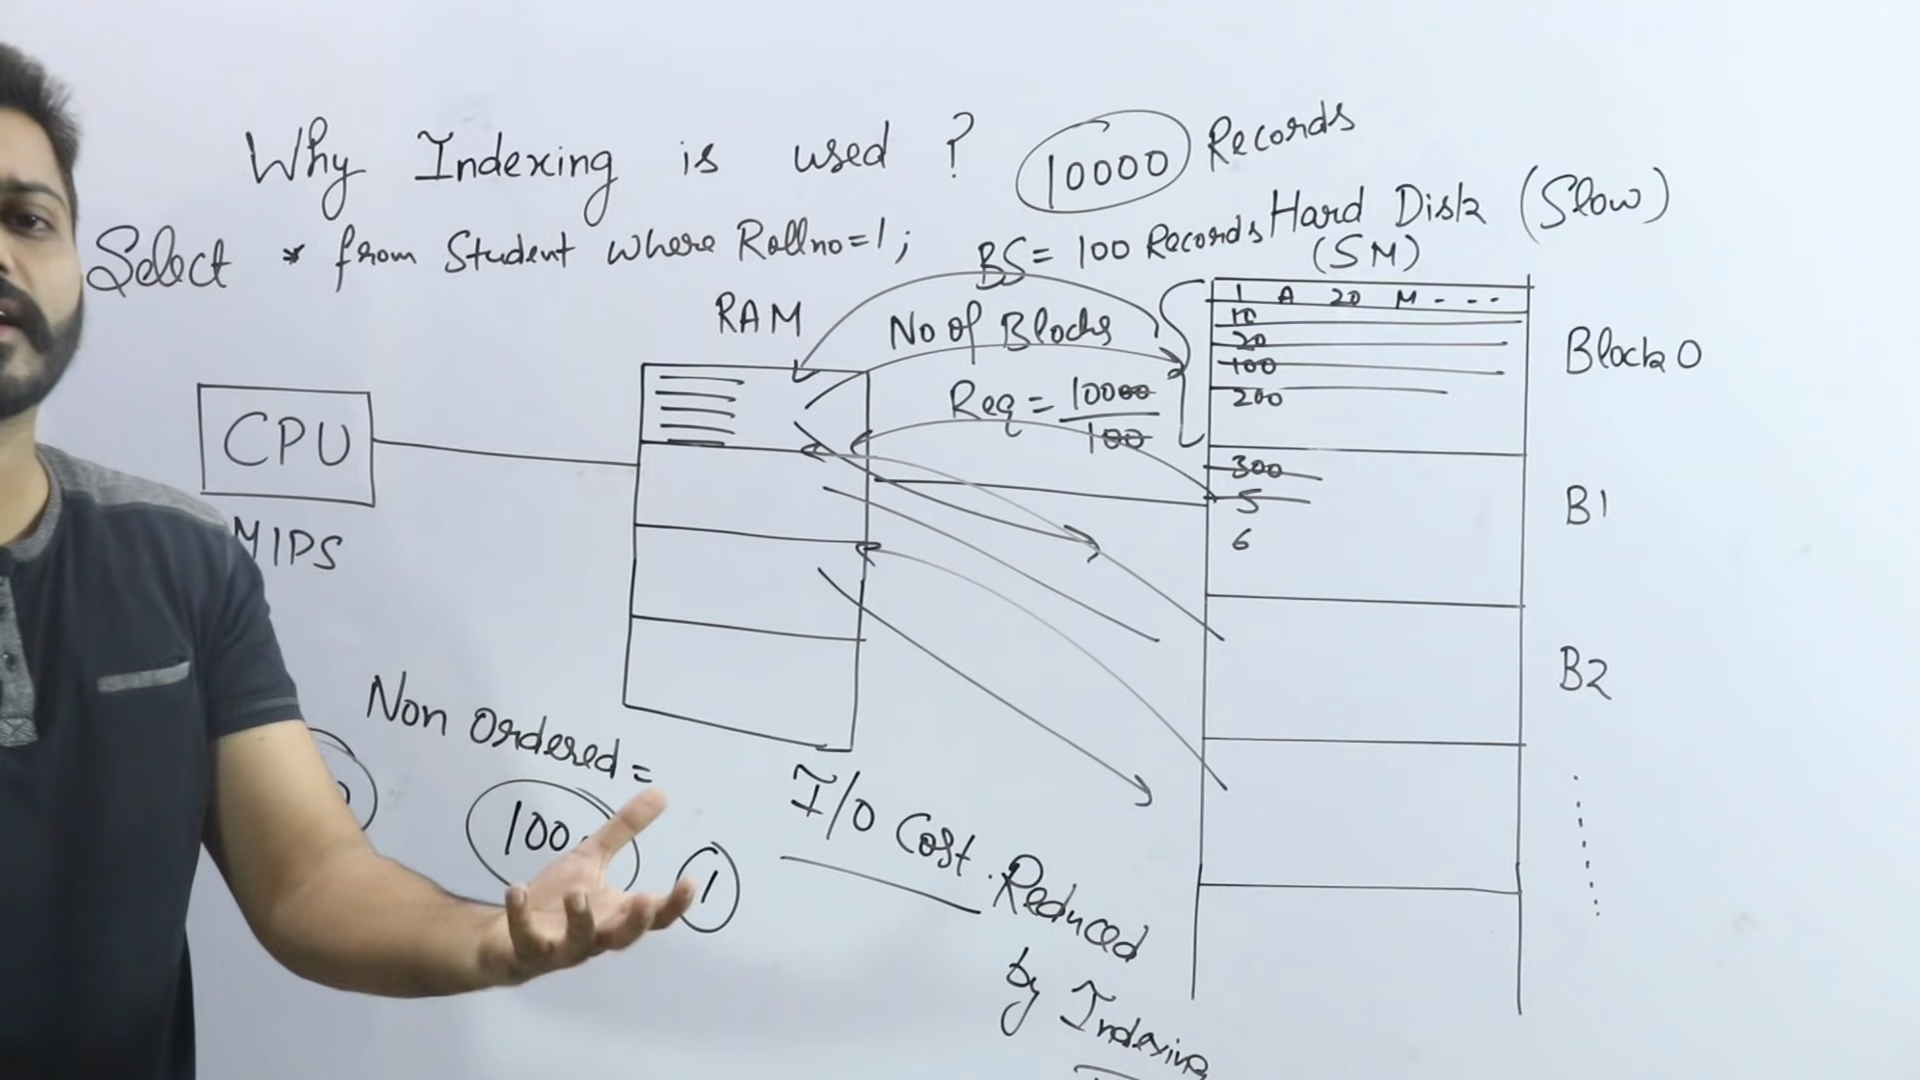 Why Indexing is used ?
10000 Records
Select * from Student where Rollno=1;
BS= 100 Records
Hard Disk (Slow)
(SM)
RAM
No of Blocks
Req = 10000
100
CPU
MIPS
1 A 20 M - - -
10
20
100
200
Block 0
300
5
6
B1
B2
Non Ordered =
100
1
I/O Cost. Reduced
by Indexing